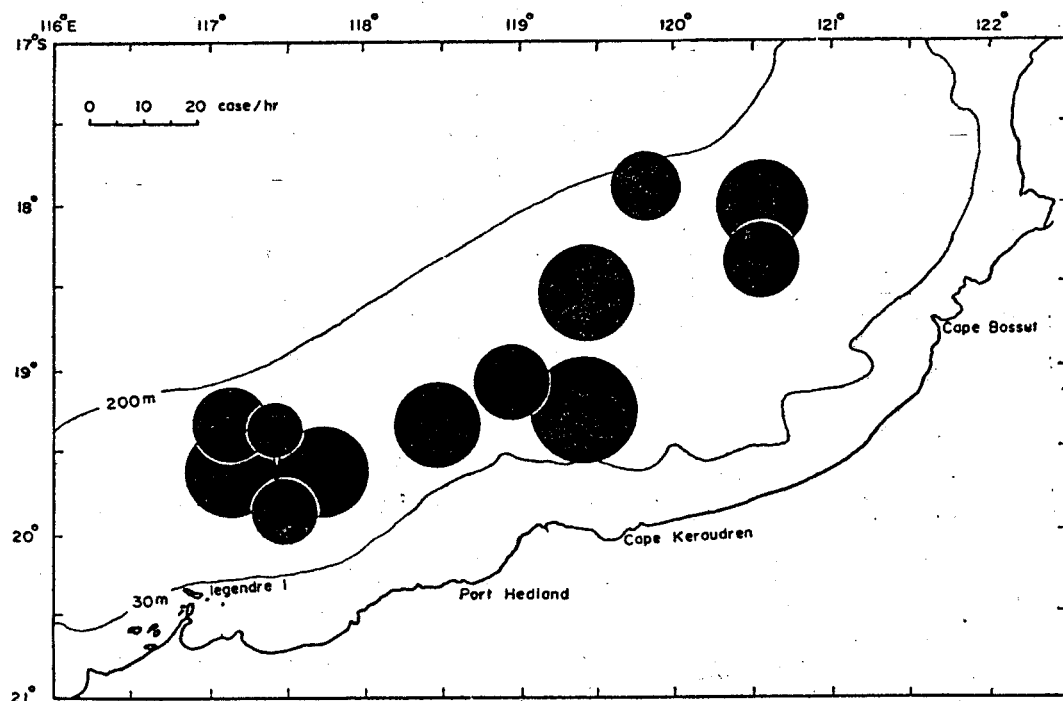 116°E 117° 118° 119° 120° 121° 122°
17°S
0 10 20 case/hr
18°
Cape Bossut
19°
200m
20°
Cape Keraudren
legendre I
Port Hedland
30m
21°